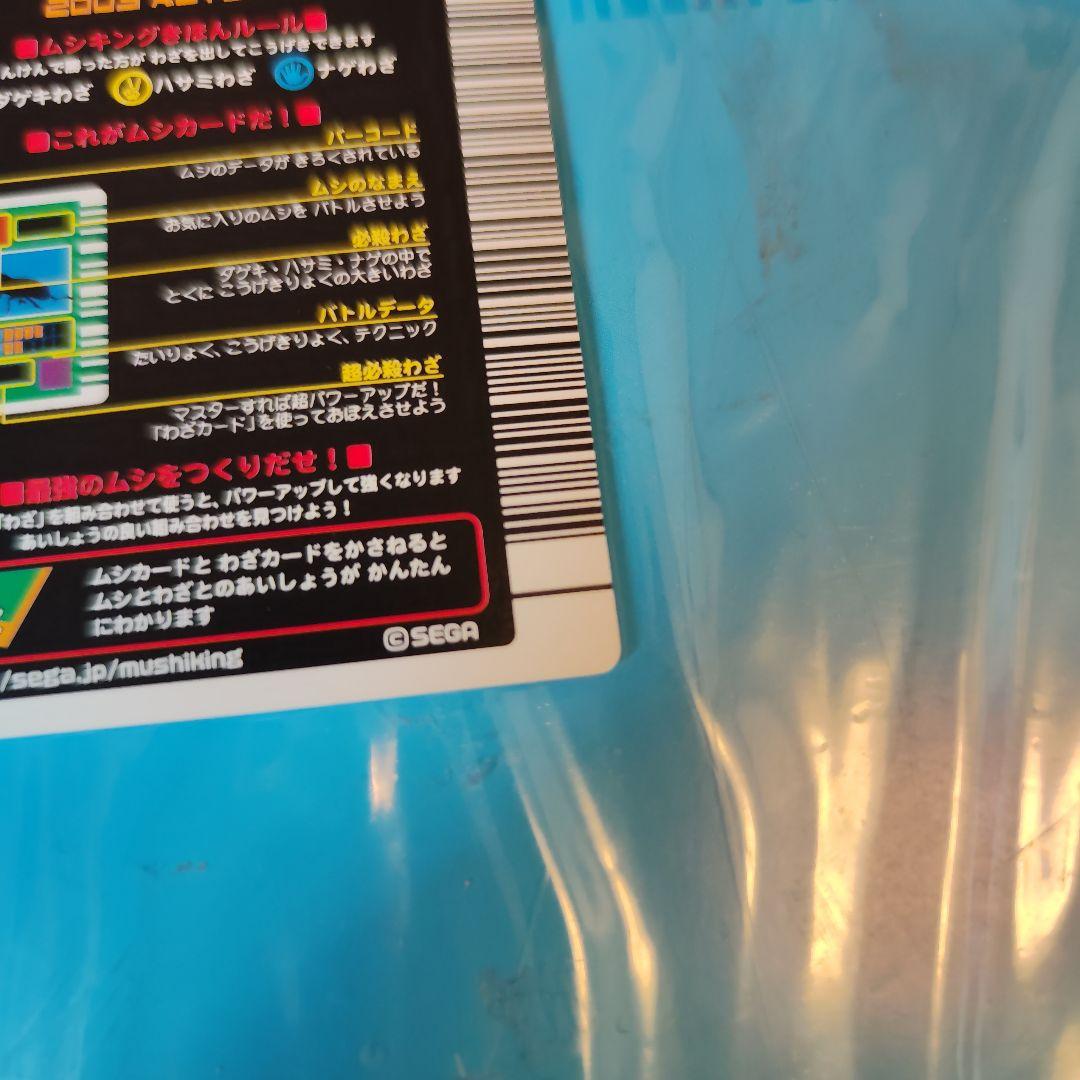 ■ムシキングきほんルール■
んけんで勝った方が わざを出してこうげきできます
ダゲキわざ ハサミわざ ナゲわざ
■これがムシカードだ！■
バーコード
ムシのデータが きろくされている
ムシのなまえ
お気に入りのムシを バトルさせよう
必殺わざ
ダゲキ・ハサミ・ナゲの中で
とくに こうげきりょくの大きいわざ
バトルデータ
たいりょく、こうげきりょく、テクニック
超必殺わざ
マスターすれば超パワーアップだ！
「わざカード」を使っておぼえさせよう
■最強のムシをつくりだせ！■
「わざ」を組み合わせて使うと、パワーアップして強くなります
あいしょうの良い組み合わせを見つけよう！
ムシカードと わざカードをかさねると
ムシとわざとのあいしょうが かんたん
にわかります
©SEGA
/sega.jp/mushiking